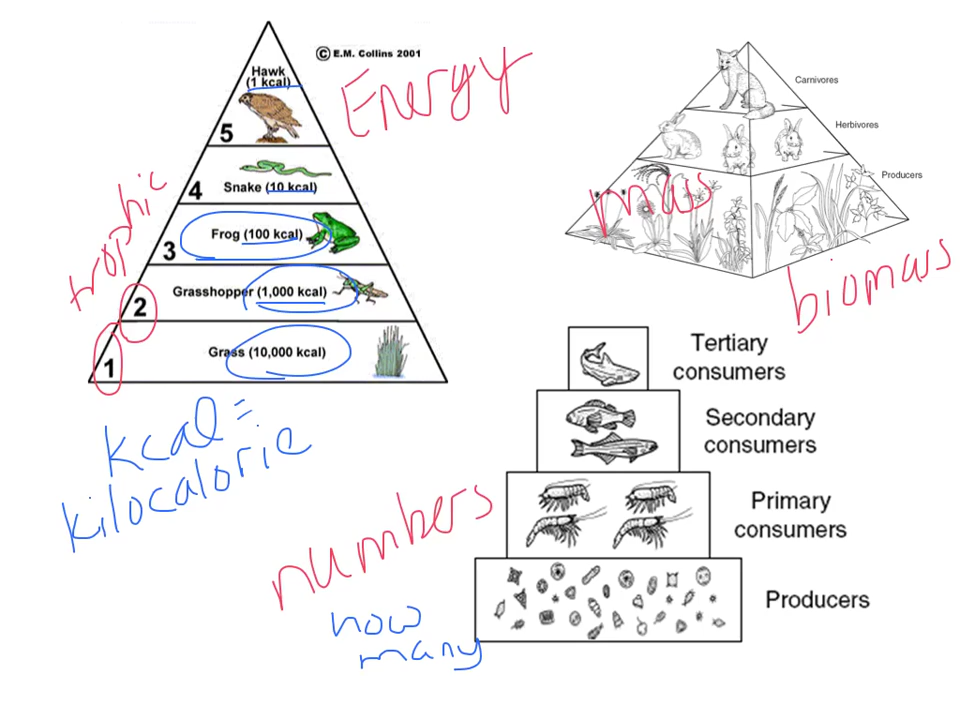 © E.M. Collins 2001
Hawk
(1 kcal)
5
Energy
4
Snake (10 kcal)
3
Frog (100 kcal)
trophic
2
Grasshopper (1,000 kcal)
1
Grass (10,000 kcal)
kcal =
kilocalorie
Carnivores
Herbivores
Producers
mass
biomass
Tertiary
consumers
Secondary
consumers
Primary
consumers
Producers
numbers
how
many